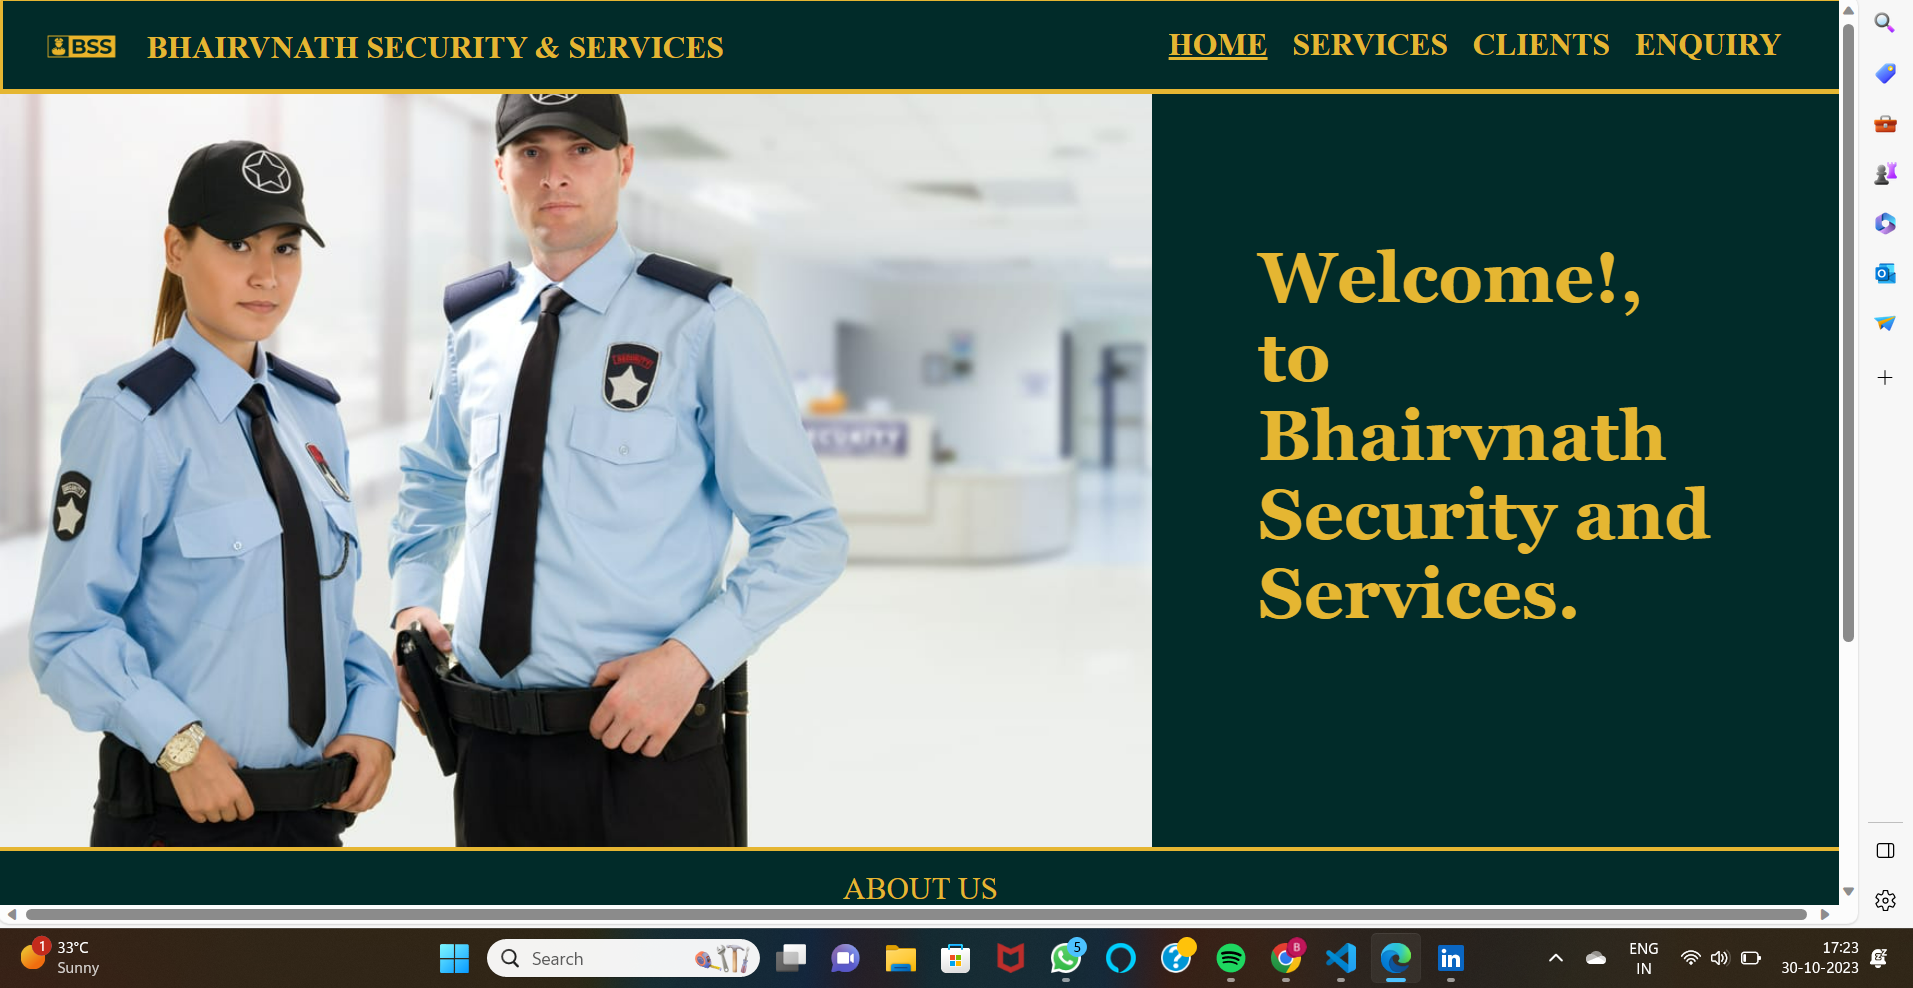 BSS
BHAIRVNATH SECURITY & SERVICES
HOME SERVICES CLIENTS ENQUIRY
SECURITY
Welcome!,
to
Bhairvnath
Security and
Services.
ABOUT US
1
33°C
Sunny
Search
5
B
ENG
IN
17:23
30-10-2023